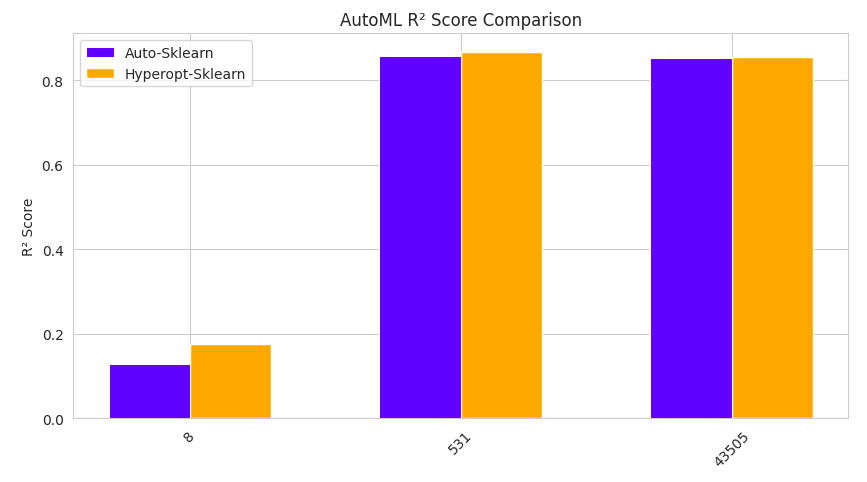 AutoML R² Score Comparison
Auto-Sklearn
Hyperopt-Sklearn
R² Score
0.8
0.6
0.4
0.2
0.0
8
531
43505